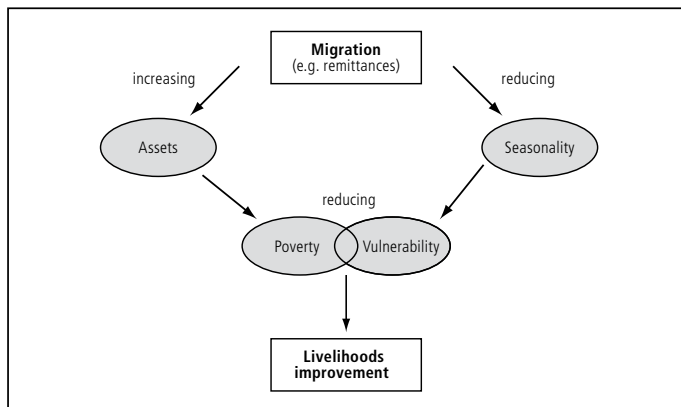 Migration
(e.g. remittances)
increasing
reducing
Assets
Seasonality
reducing
Poverty
Vulnerability
Livelihoods
improvement